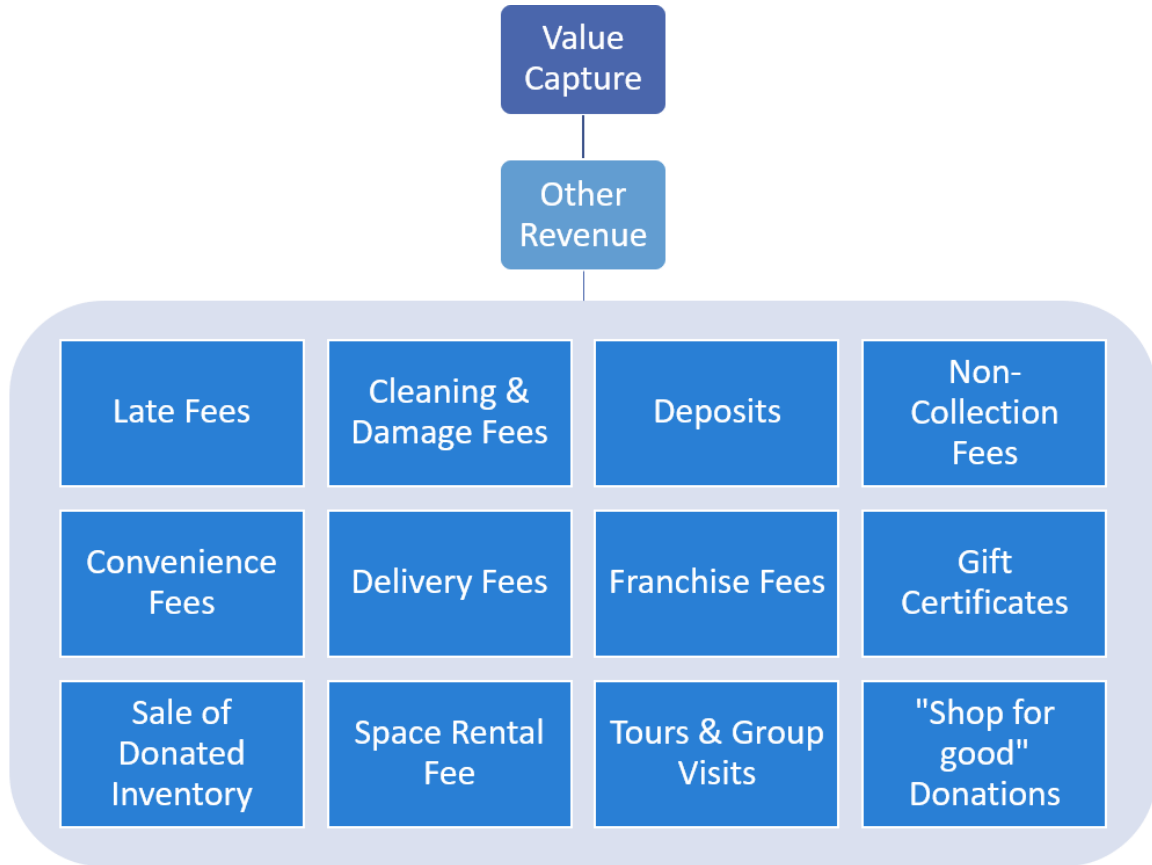 Value
Capture
Other
Revenue
Late Fees
Cleaning &
Damage Fees
Deposits
Non-
Collection
Fees
Convenience
Fees
Delivery Fees
Franchise Fees
Gift
Certificates
Sale of
Donated
Inventory
Space Rental
Fee
Tours & Group
Visits
"Shop for
good"
Donations